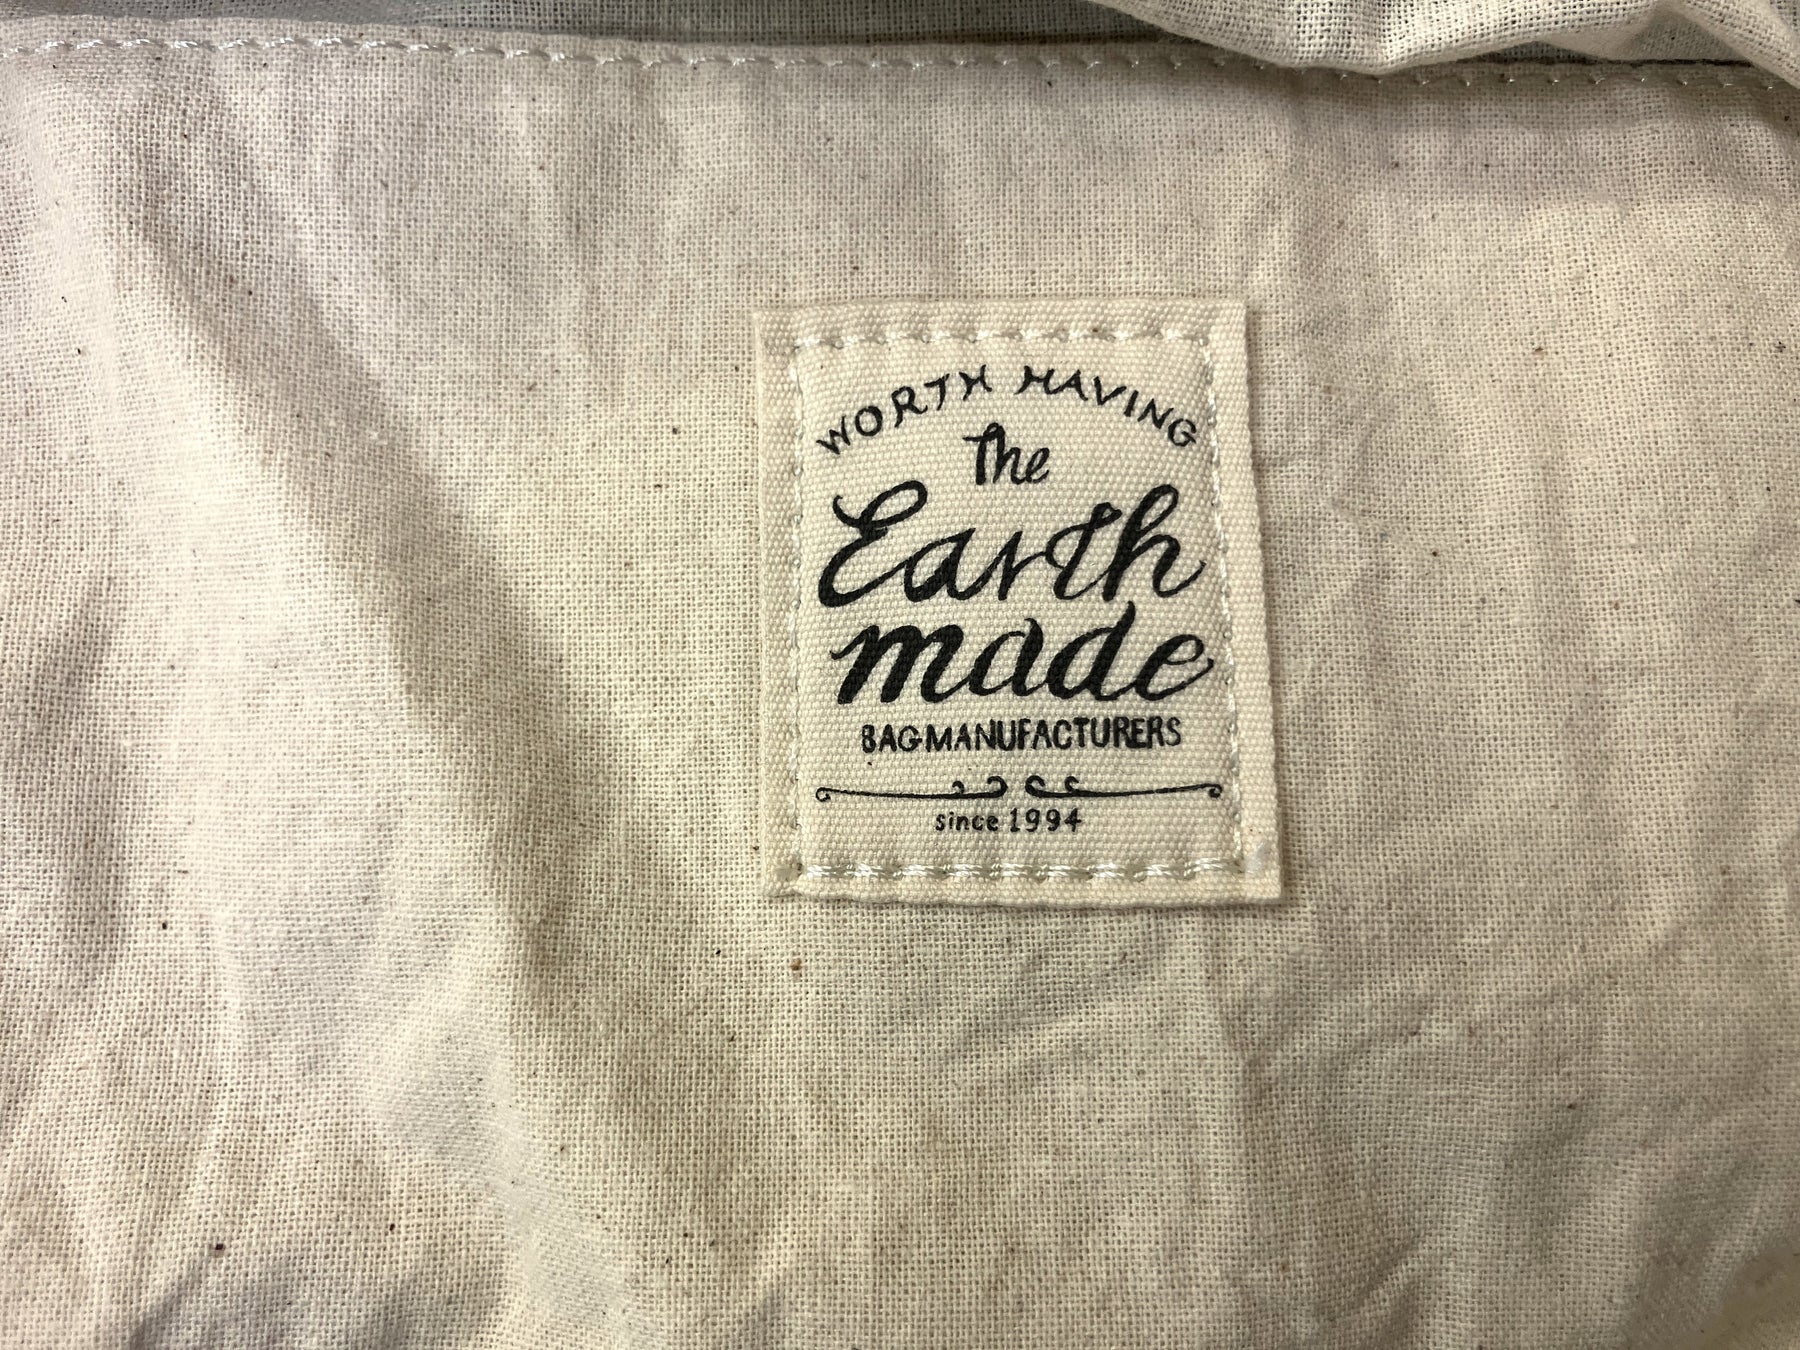 WORTH HAVING
The
Earth
made
BAGMANUFACTURERS
since 1994